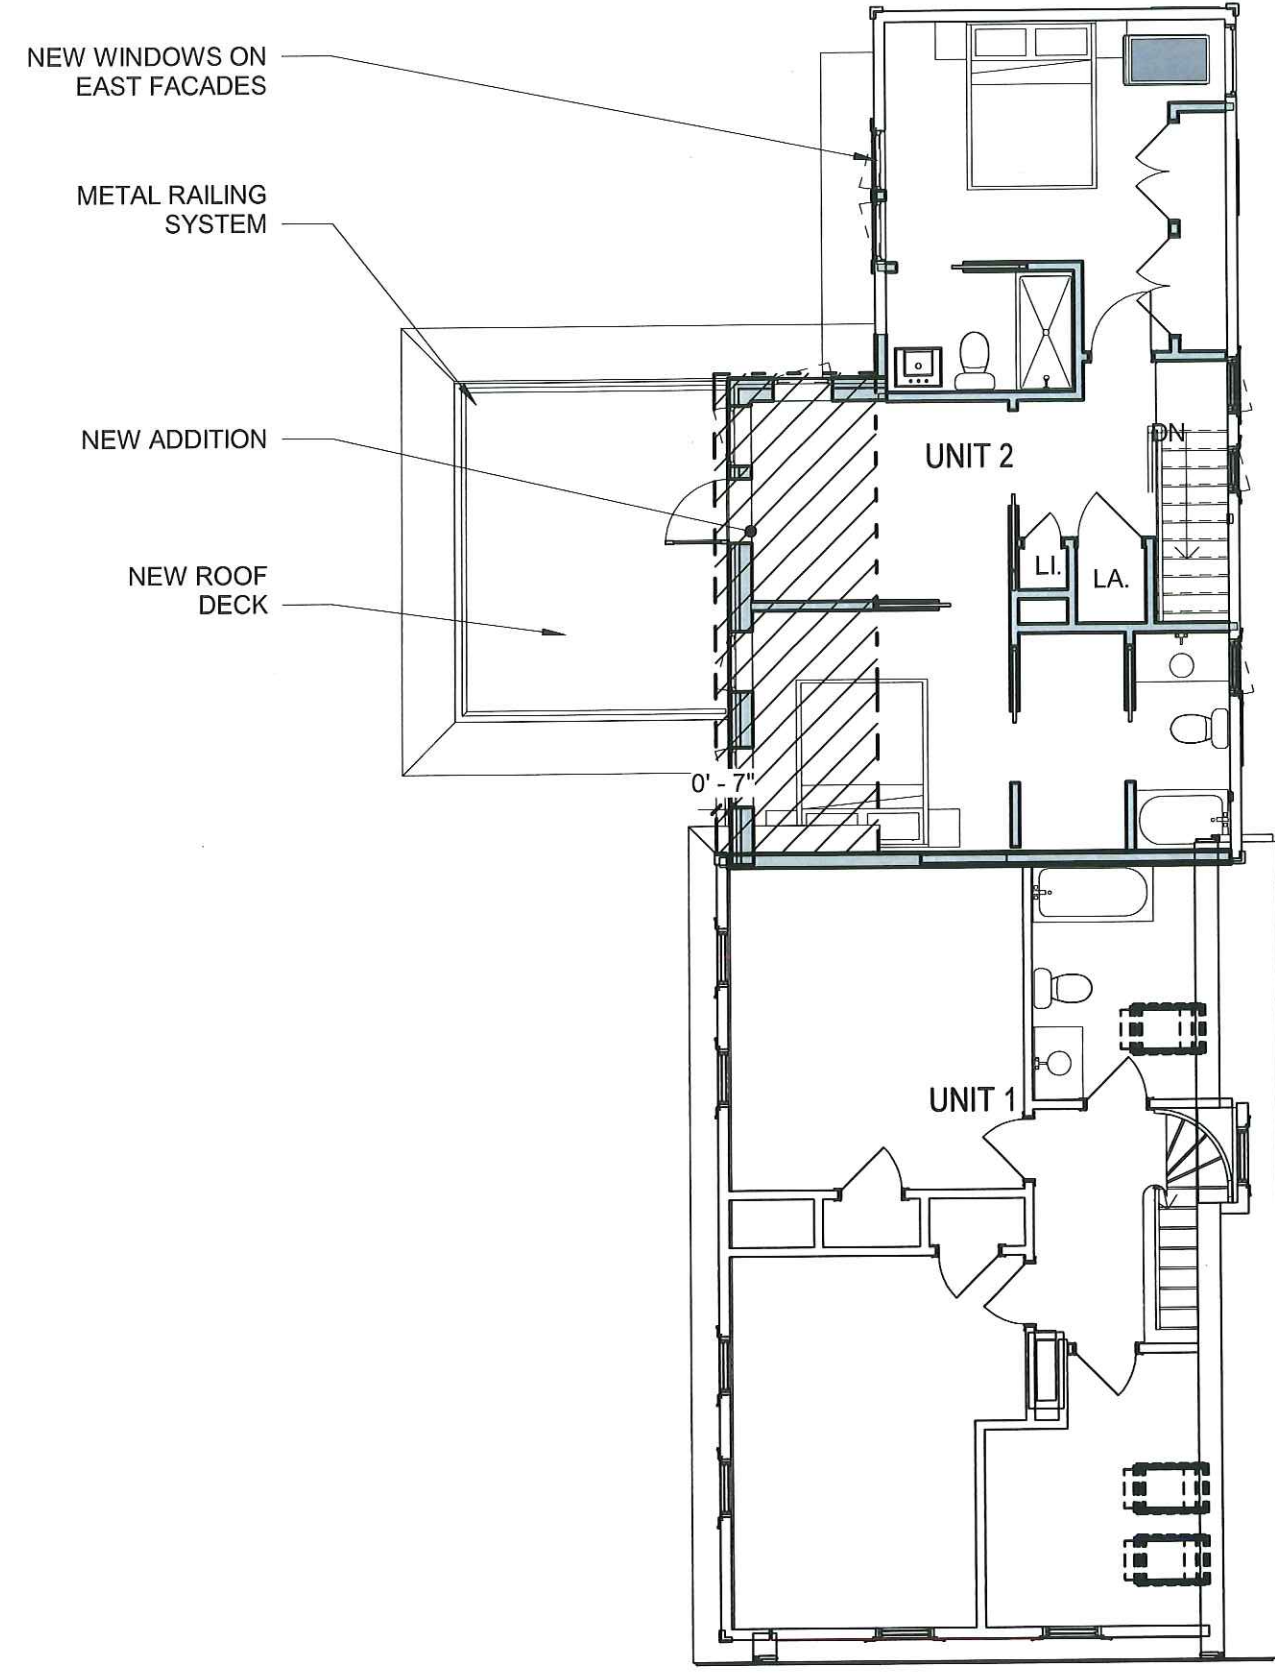 NEW WINDOWS ON
EAST FACADES
METAL RAILING
SYSTEM
NEW ADDITION
UNIT 2
DN
LI.
LA.
NEW ROOF
DECK
0' - 7"
UNIT 1